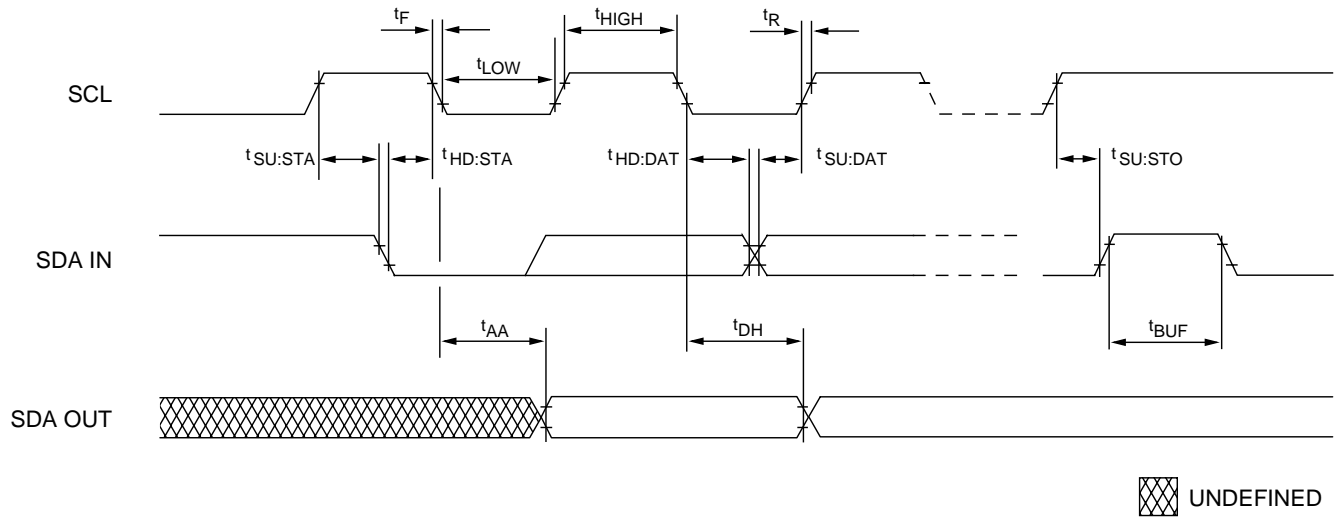 tF
tHIGH
tR
tLOW
SCL
tSU:STA
tHD:STA
tHD:DAT
tSU:DAT
tSU:STO
SDA IN
tAA
tDH
tBUF
SDA OUT
UNDEFINED